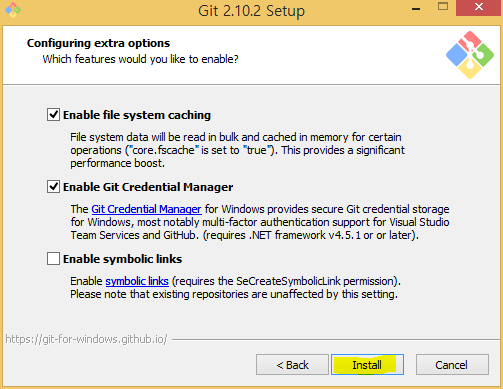 Git 2.10.2 Setup
Configuring extra options
Which features would you like to enable?
Enable file system caching
File system data will be read in bulk and cached in memory for certain
operations ("core.fscache" is set to "true"). This provides a significant
performance boost.
Enable Git Credential Manager
The Git Credential Manager for Windows provides secure Git credential storage
for Windows, most notably multi-factor authentication support for Visual Studio
Team Services and GitHub. (requires .NET framework v4.5.1 or or later).
Enable symbolic links
Enable symbolic links (requires the SeCreateSymbolicLink permission).
Please note that existing repositories are unaffected by this setting.
https://git-for-windows.github.io/
< Back
Install
Cancel